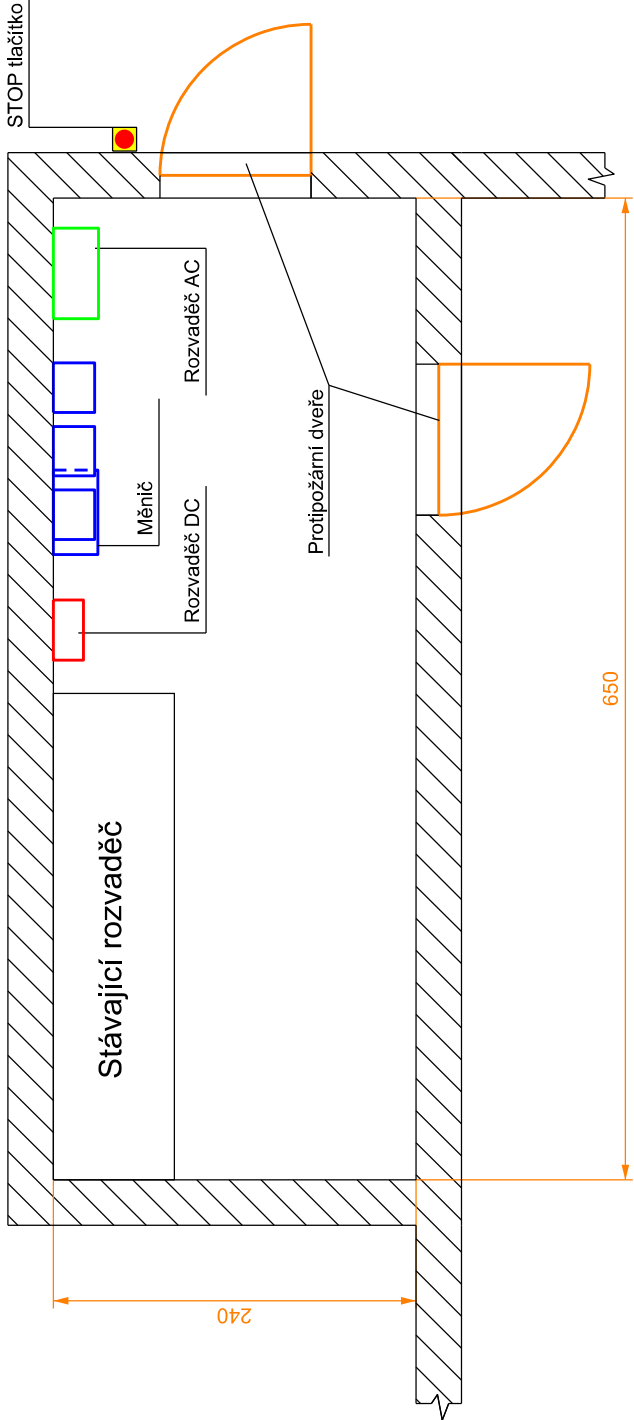 STOP tlačítko
Rozvaděč AC
Měnič
Rozvaděč DC
Protipožární dveře
Stávající rozvaděč
650
240